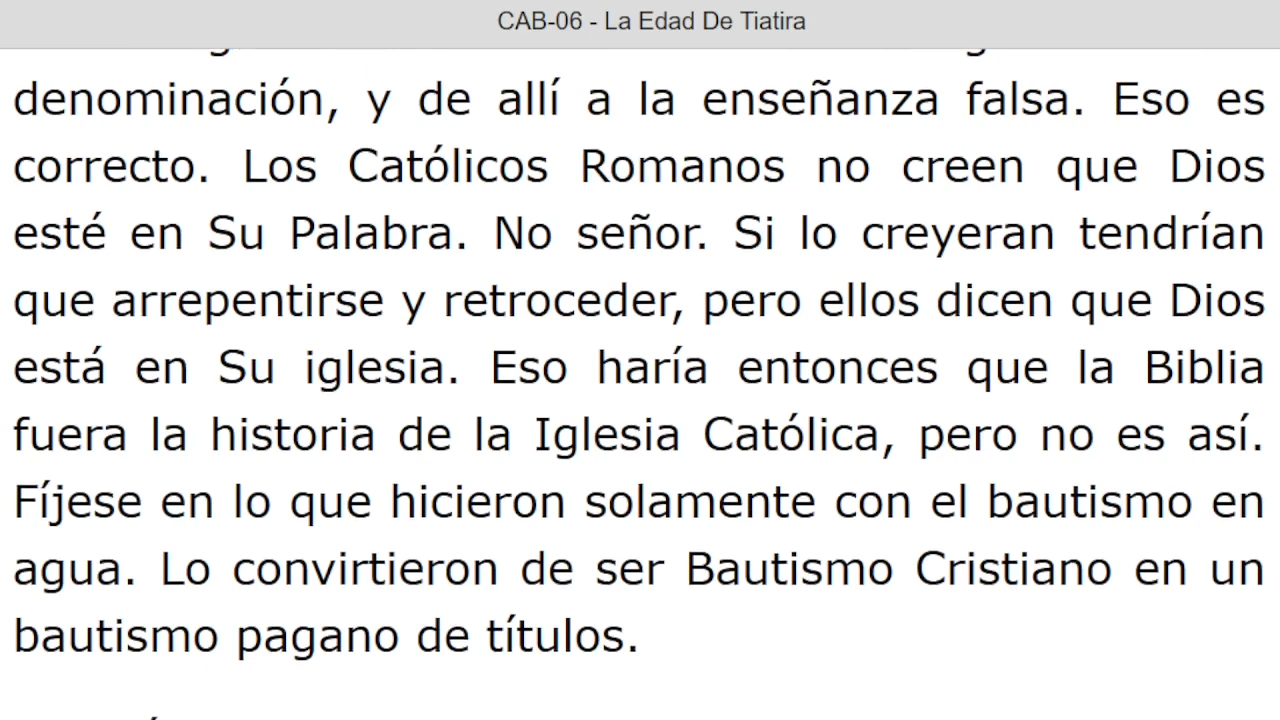 CAB-06 - La Edad De Tiatira
denominación, y de allí a la enseñanza falsa. Eso es
correcto. Los Católicos Romanos no creen que Dios
esté en Su Palabra. No señor. Si lo creyeran tendrían
que arrepentirse y retroceder, pero ellos dicen que Dios
está en Su iglesia. Eso haría entonces que la Biblia
fuera la historia de la Iglesia Católica, pero no es así.
Fíjese en lo que hicieron solamente con el bautismo en
agua. Lo convirtieron de ser Bautismo Cristiano en un
bautismo pagano de títulos.